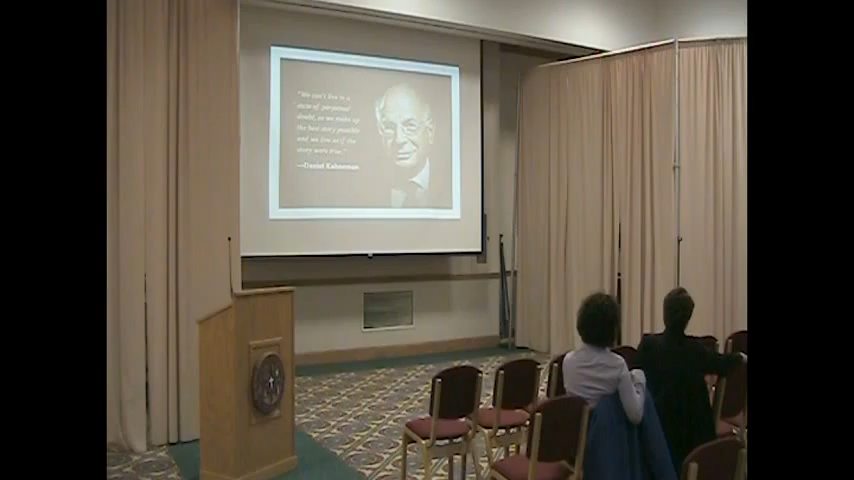 "We can't live in a
state of perpetual
doubt, so we make up
the best story possible
and we live as if the
story were true."
—Daniel Kahneman